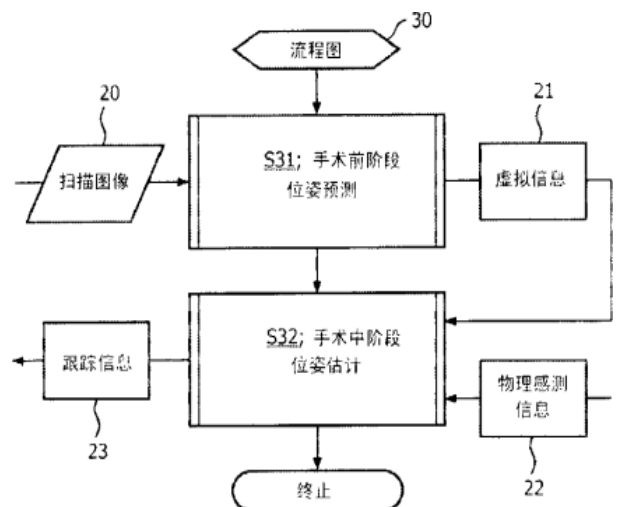 30
流程图
20
21
扫描图像
S31; 手术前阶段
位姿预测
虚拟信息
S32; 手术中阶段
位姿估计
跟踪信息
物理感测
信息
23
22
终止